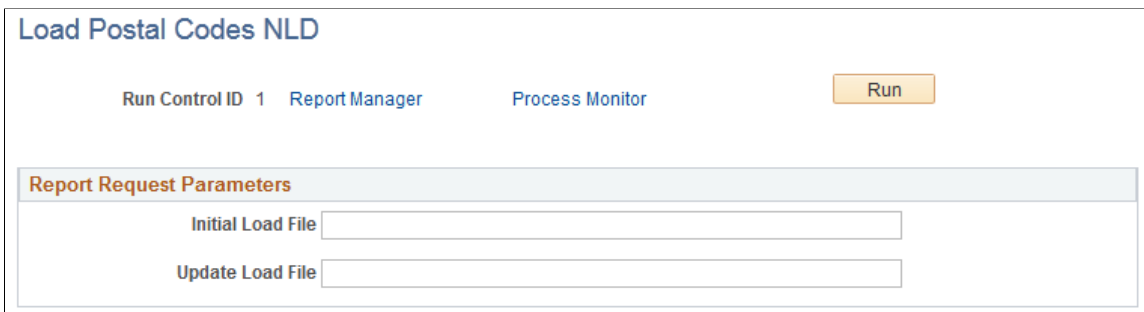 Load Postal Codes NLD
Run Control ID 1 Report Manager Process Monitor Run
Report Request Parameters
Initial Load File
Update Load File